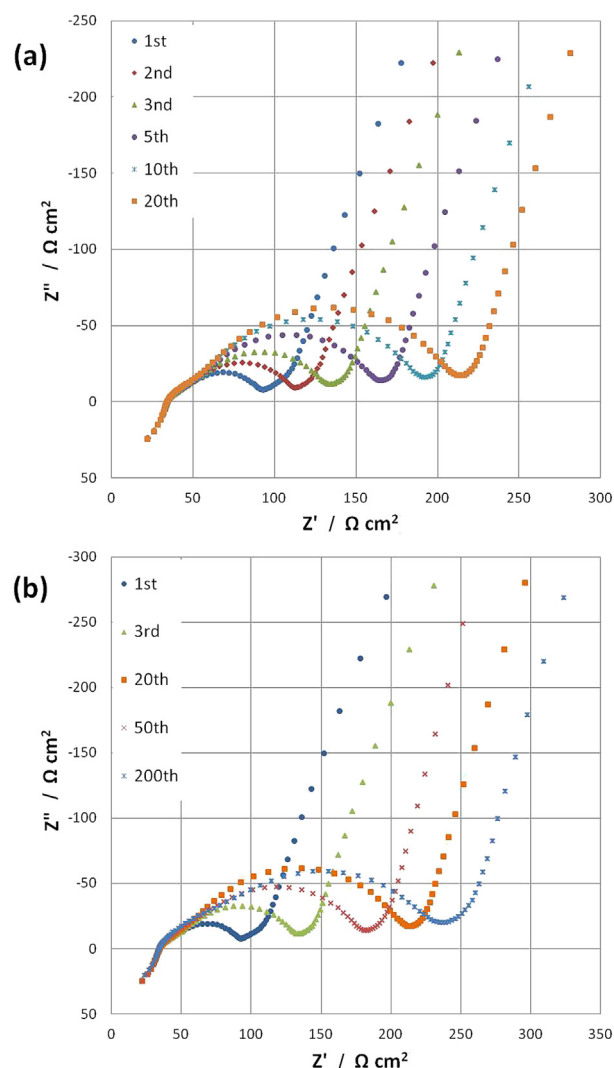 (a)
-250
-200
-150
-100
-50
0
50
Z" / Ω cm²
1st
2nd
3nd
5th
10th
20th
0 50 100 150 200 250 300
Z' / Ω cm²
(b)
-300
-250
-200
-150
-100
-50
0
50
Z" / Ω cm²
1st
3rd
20th
50th
200th
0 50 100 150 200 250 300 350
Z' / Ω cm²